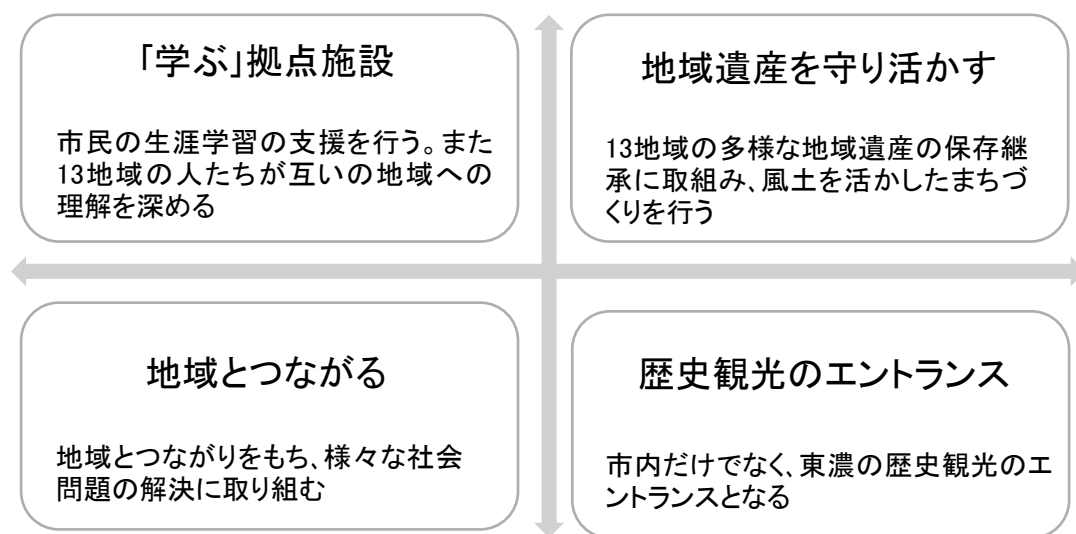 「学ぶ」拠点施設
市民の生涯学習の支援を行う。また
13地域の人たちが互いの地域への
理解を深める
地域遺産を守り活かす
13地域の多様な地域遺産の保存継
承に取組み、風土を活かしたまちづ
くりを行う
地域とつながる
地域とつながりをもち、様々な社会
問題の解決に取り組む
歴史観光のエントランス
市内だけでなく、東濃の歴史観光のエ
ントランスとなる